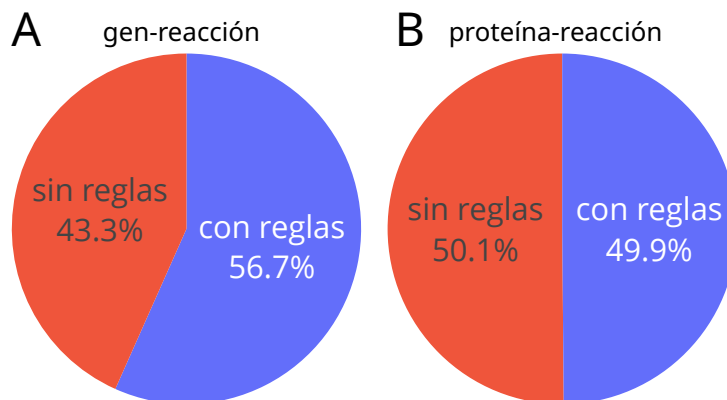 A gen-reacción
sin reglas
43.3%
con reglas
56.7%
B proteína-reacción
sin reglas
50.1%
con reglas
49.9%